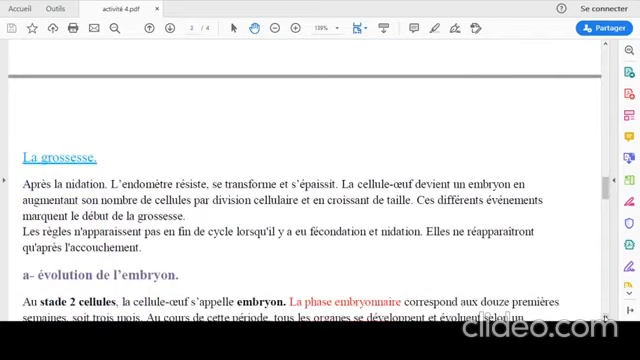 Accueil Outils activité 4.pdf × Se connecter
2 / 4 139% Partager
La grossesse.
Après la nidation. L'endomètre résiste, se transforme et s'épaissit. La cellule-œuf devient un embryon en
augmentant son nombre de cellules par division cellulaire et en croissant de taille. Ces différents événements
marquent le début de la grossesse.
Les règles n'apparaissent pas en fin de cycle lorsqu'il y a eu fécondation et nidation. Elles ne réapparaîtront
qu'après l'accouchement.
a- évolution de l'embryon.
Au stade 2 cellules, la cellule-œuf s'appelle embryon. La phase embryonnaire correspond aux douze premières
semaines, soit trois mois. Au cours de cette période, tous les organes se développent et évoluent selon un
clideo.com